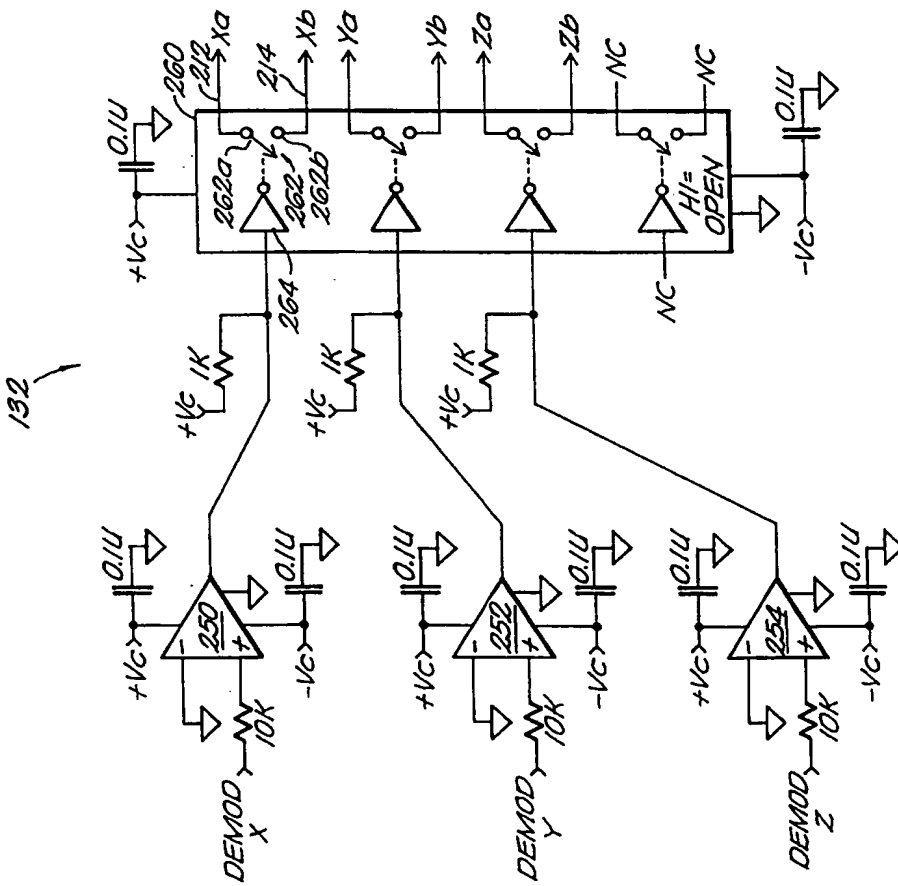 132
260
212
0.1U
+Vc
Xa
262a
Xb
262
262b
214
264
+Vc
1K
Ya
Yb
+Vc
1K
Za
Zb
+Vc
1K
NC
NC
NC
HI=
OPEN
-Vc
0.1U
+Vc
0.1U
-
250
+
0.1U
-Vc
10K
DEMOD
X
+Vc
0.1U
-
252
+
0.1U
-Vc
10K
DEMOD
Y
+Vc
0.1U
-
254
+
0.1U
-Vc
10K
DEMOD
Z